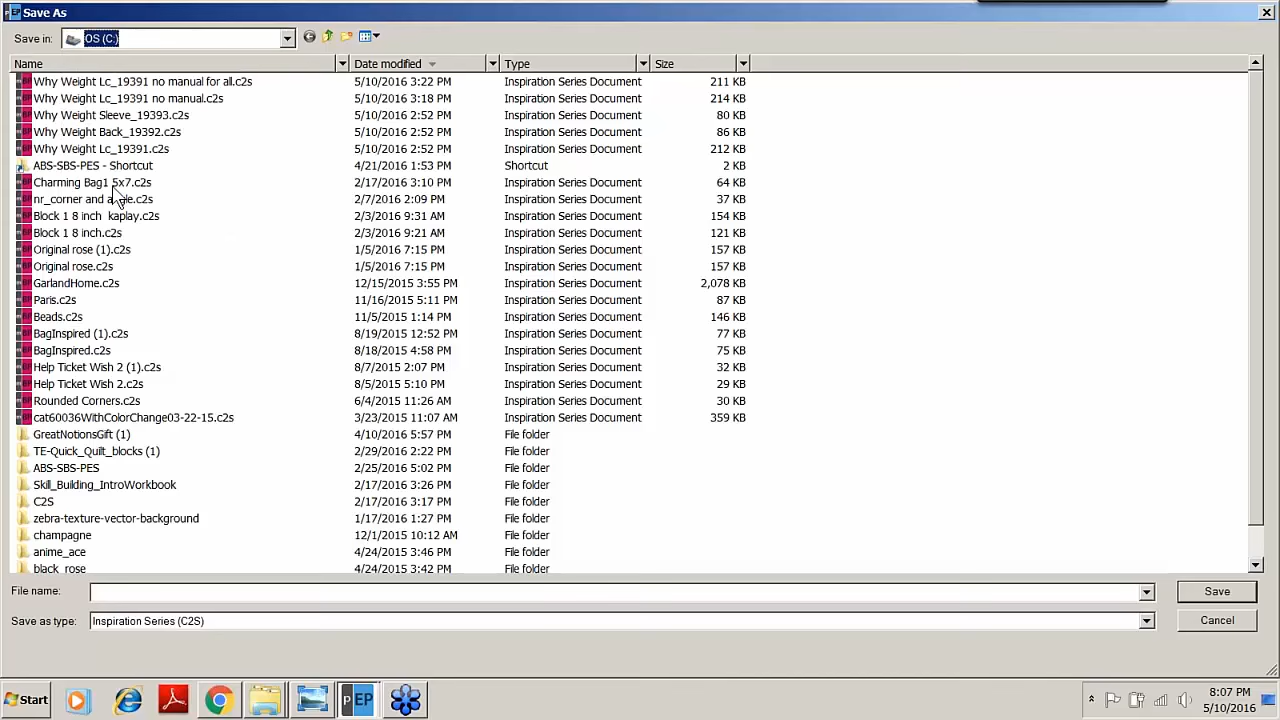 pEP Save As
Save in: OS (C:)
Name Date modified Type Size
Why Weight Lc_19391 no manual for all.c2s 5/10/2016 3:22 PM Inspiration Series Document 211 KB
Why Weight Lc_19391 no manual.c2s 5/10/2016 3:18 PM Inspiration Series Document 214 KB
Why Weight Sleeve_19393.c2s 5/10/2016 2:52 PM Inspiration Series Document 80 KB
Why Weight Back_19392.c2s 5/10/2016 2:52 PM Inspiration Series Document 86 KB
Why Weight Lc_19391.c2s 5/10/2016 2:52 PM Inspiration Series Document 212 KB
ABS-SBS-PES - Shortcut 4/21/2016 1:53 PM Shortcut 2 KB
Charming Bag1 5x7.c2s 2/17/2016 3:10 PM Inspiration Series Document 64 KB
nr_corner and 2/7/2016 2:09 PM Inspiration Series Document 37 KB
Block 1 8 inch kaplay.c2s 2/3/2016 9:31 AM Inspiration Series Document 154 KB
Block 1 8 inch.c2s 2/3/2016 9:21 AM Inspiration Series Document 121 KB
Original rose (1).c2s 1/5/2016 7:15 PM Inspiration Series Document 157 KB
Original rose.c2s 1/5/2016 7:15 PM Inspiration Series Document 157 KB
GarlandHome.c2s 12/15/2015 3:55 PM Inspiration Series Document 2,078 KB
Paris.c2s 11/16/2015 5:11 PM Inspiration Series Document 87 KB
Beads.c2s 11/5/2015 1:14 PM Inspiration Series Document 146 KB
BagInspired (1).c2s 8/19/2015 12:52 PM Inspiration Series Document 77 KB
BagInspired.c2s 8/18/2015 4:58 PM Inspiration Series Document 75 KB
Help Ticket Wish 2 (1).c2s 8/7/2015 2:07 PM Inspiration Series Document 32 KB
Help Ticket Wish 2.c2s 8/5/2015 5:10 PM Inspiration Series Document 29 KB
Rounded Corners.c2s 6/4/2015 11:26 AM Inspiration Series Document 30 KB
cat60036WithColorChange03-22-15.c2s 3/23/2015 11:07 AM Inspiration Series Document 359 KB
GreatNotionsGift (1) 4/10/2016 5:57 PM File folder
TE-Quick_Quilt_blocks (1) 2/29/2016 2:22 PM File folder
ABS-SBS-PES 2/25/2016 5:02 PM File folder
Skill_Building_IntroWorkbook 2/17/2016 3:26 PM File folder
C2S 2/17/2016 3:17 PM File folder
zebra-texture-vector-background 1/17/2016 1:27 PM File folder
champagne 12/1/2015 10:12 AM File folder
anime_ace 4/24/2015 3:46 PM File folder
black_rose 4/24/2015 3:42 PM File folder
File name: Save
Save as type: Inspiration Series (C2S) Cancel
Start pEP 8:07 PM
5/10/2016